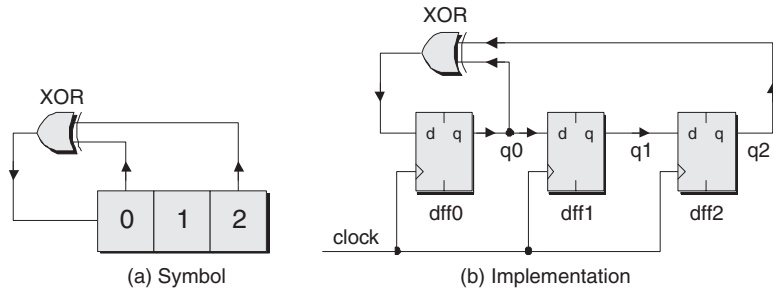 XOR
0 1 2
(a) Symbol
XOR
d q
q0
d q
q1
d q
q2
dff0
dff1
dff2
clock
(b) Implementation